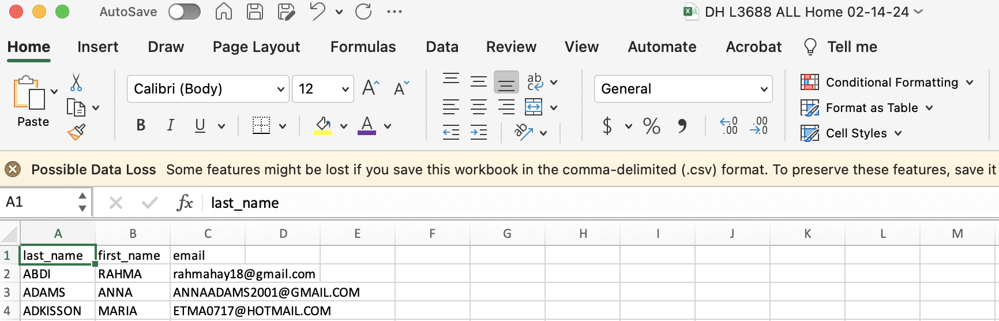 AutoSave
DH L3688 ALL Home 02-14-24
Home Insert Draw Page Layout Formulas Data Review View Automate Acrobat Tell me
Paste
Calibri (Body) 12
B I U
A
ab
General
$ % 9
Conditional Formatting
Format as Table
Cell Styles
Possible Data Loss Some features might be lost if you save this workbook in the comma-delimited (.csv) format. To preserve these features, save it
A1 fx last_name
A B C D E F G H I J K L M
1 last_name first_name email
2 ABDI RAHMA rahmahay18@gmail.com
3 ADAMS ANNA ANNAADAMS2001@GMAIL.COM
4 ADKISSON MARIA ETMA0717@HOTMAIL.COM